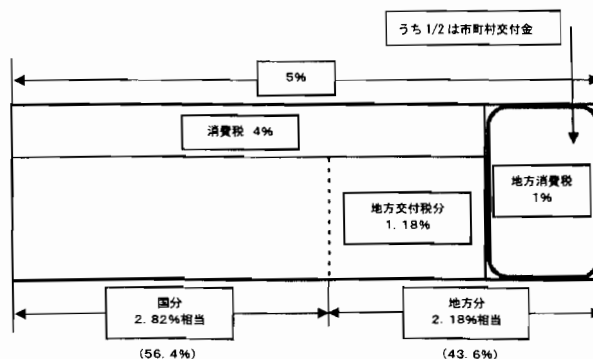 うち 1/2 は市町村交付金
5%
消費税 4%
地方消費税
1%
地方交付税分
1. 18%
国分
2. 82%相当
地方分
2. 18%相当
(56. 4%)
(43. 6%)